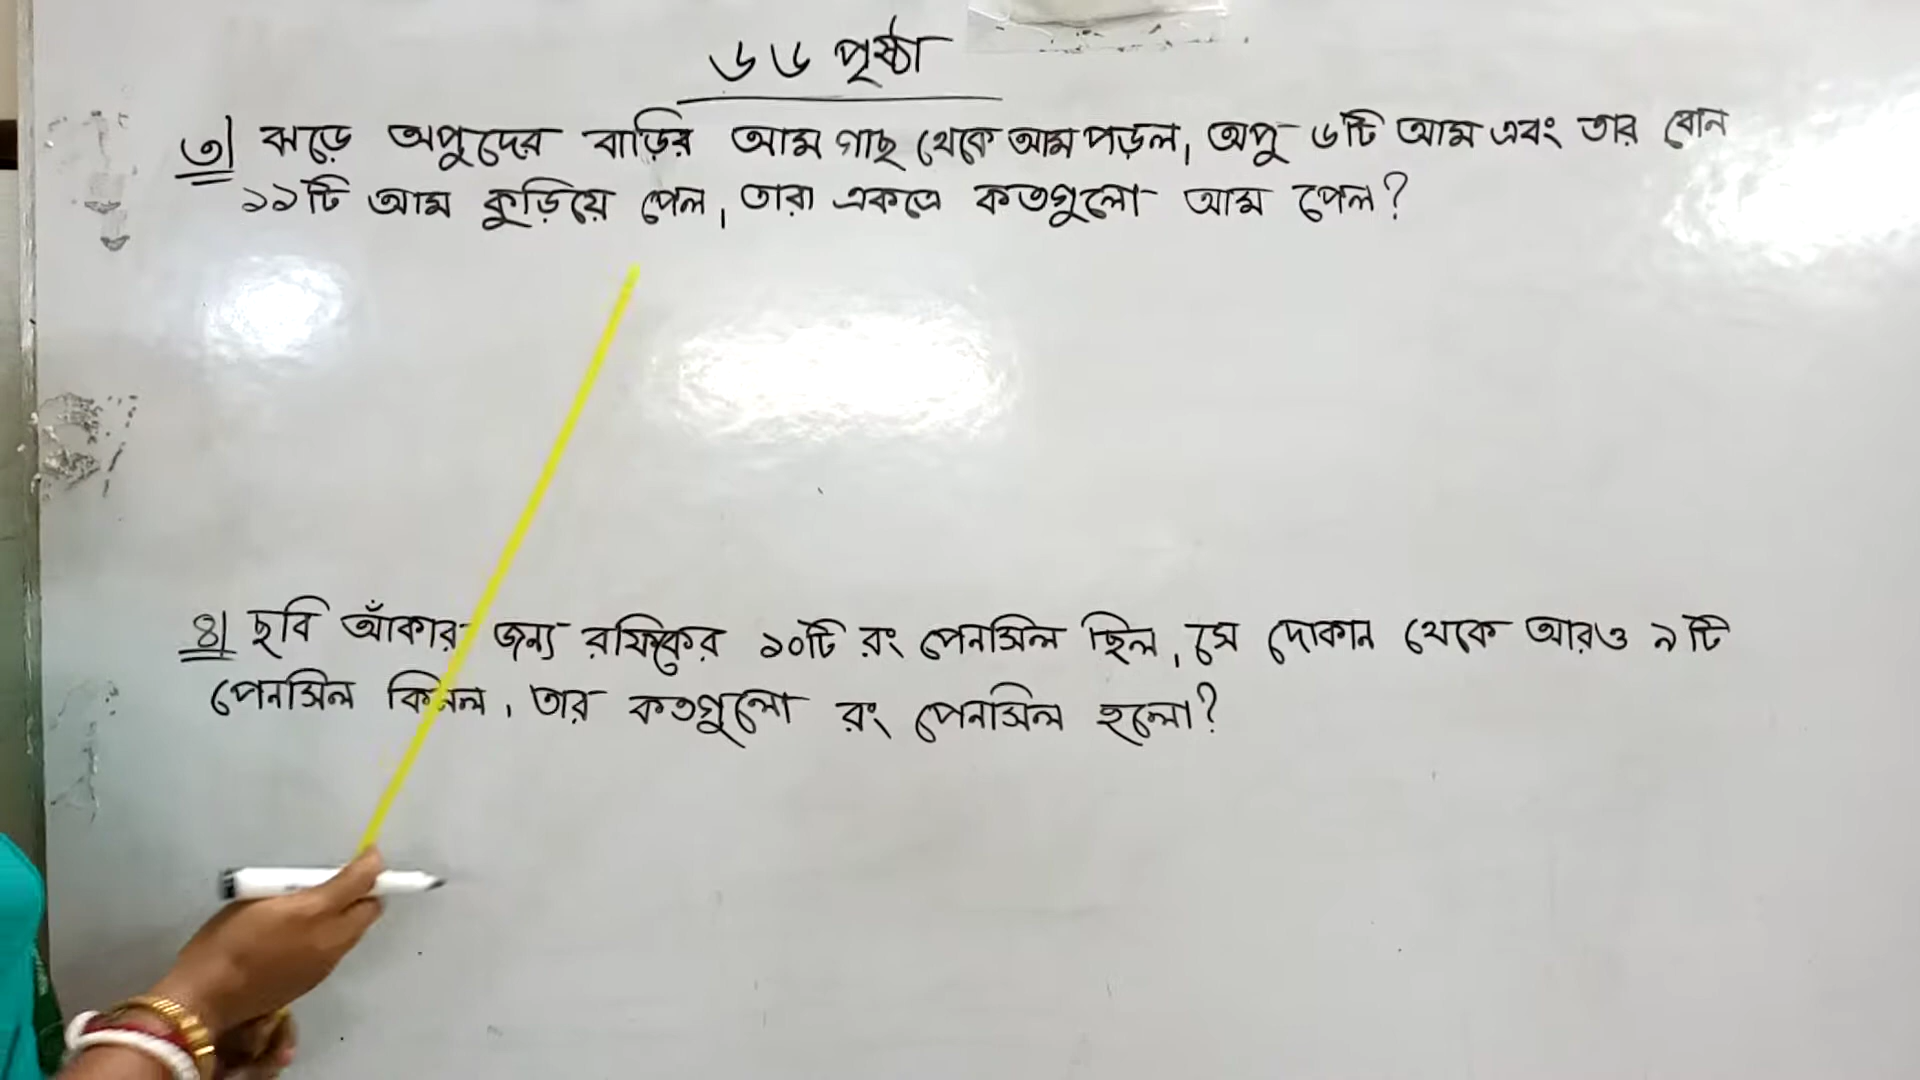 ৬৬ পৃষ্ঠা
৩| ঝড়ে অপুদের বাড়ির আম গাছ থেকে আম পড়ল, অপু ৬টি আম এবং তার বোন
১১টি আম কুড়িয়ে পেল, তারা একত্রে কতগুলো আম পেল?
৪| ছবি আঁকার জন্য রফিকের ১০টি রং পেনসিল ছিল, সে দোকান থেকে আরও ৯টি
পেনসিল কিনল, তার কতগুলো রং পেনসিল হলো?